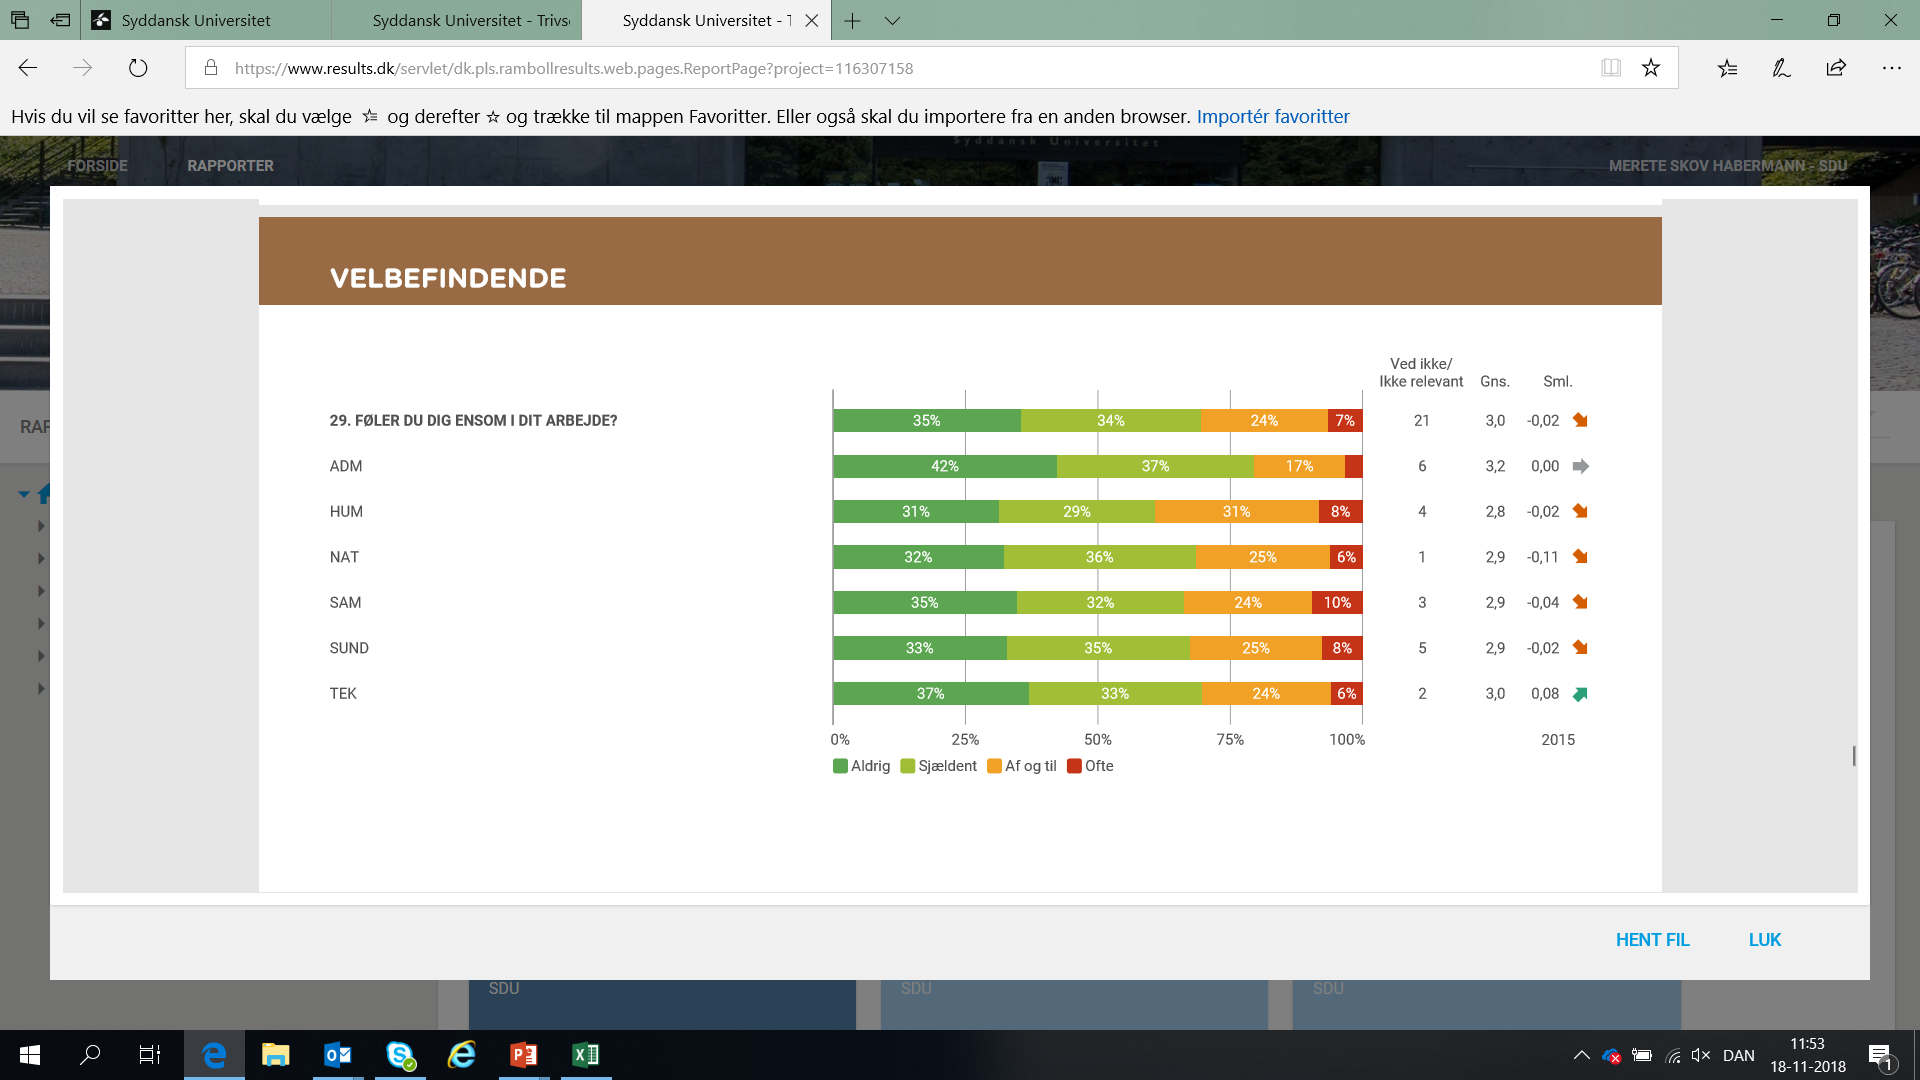 Syddansk Universitet
Syddansk Universitet - Trivs
Syddansk Universitet - T
https://www.results.dk/servlet/dk.pls.rambollresults.web.pages.ReportPage?project=116307158
Hvis du vil se favoritter her, skal du vælge og derefter og trække til mappen Favoritter. Eller også skal du importere fra en anden browser. Importér favoritter
Syddansk Universitet
FORSIDE RAPPORTER MERETE SKOV HABERMANN - SDU
VELBEFINDENDE
Ved ikke/
Ikke relevant Gns. Sml.
29. FØLER DU DIG ENSOM I DIT ARBEJDE? 35% 34% 24% 7% 21 3,0 -0,02
ADM 42% 37% 17% 6 3,2 0,00
HUM 31% 29% 31% 8% 4 2,8 -0,02
NAT 32% 36% 25% 6% 1 2,9 -0,11
SAM 35% 32% 24% 10% 3 2,9 -0,04
SUND 33% 35% 25% 8% 5 2,9 -0,02
TEK 37% 33% 24% 6% 2 3,0 0,08
0% 25% 50% 75% 100% 2015
Aldrig Sjældent Af og til Ofte
RAP
HENT FIL LUK
SDU SDU SDU
DAN
11:53
18-11-2018
1